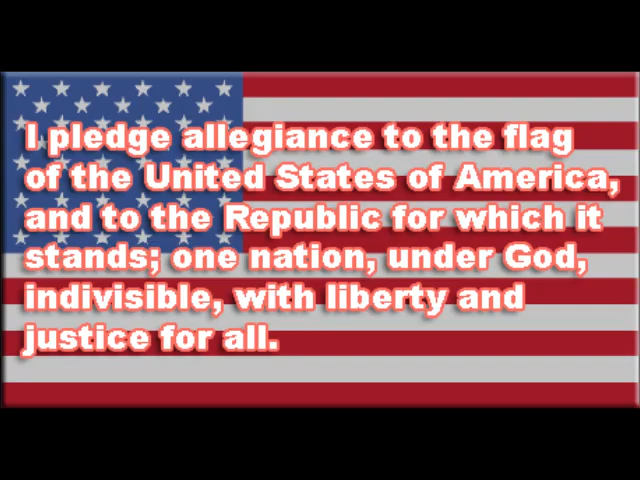 I pledge allegiance to the flag
of the United States of America,
and to the Republic for which it
stands; one nation, under God,
indivisible, with liberty and
justice for all.